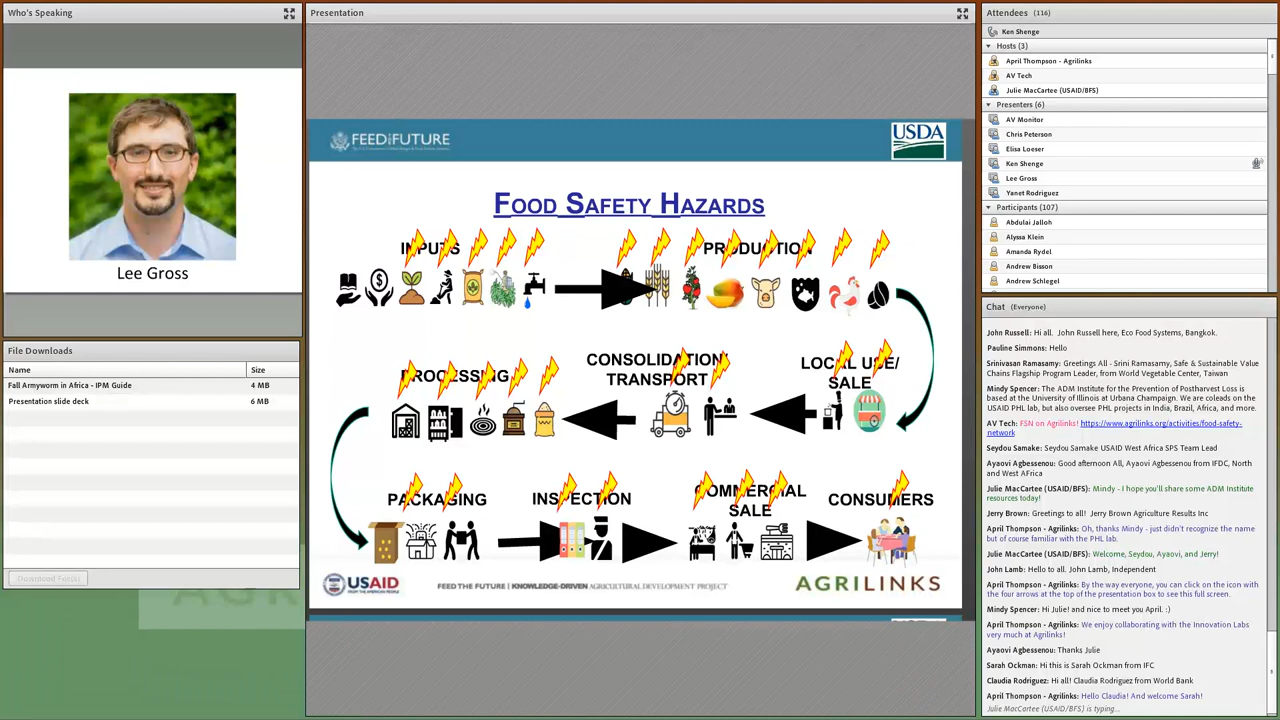 Who's Speaking
Lee Gross
File Downloads
Name Size
Fall Armyworm in Africa - IPM Guide 4 MB
Presentation slide deck 6 MB
Download File(s)
AGRIL
Presentation
FEED THE FUTURE
USDA
FOOD SAFETY HAZARDS
INPUTS
PRODUCTION
PROCESSING
CONSOLIDATION
TRANSPORT
LOCAL USE/
SALE
PACKAGING
INSPECTION
COMMERCIAL
SALE
CONSUMERS
USAID
FROM THE AMERICAN PEOPLE
FEED THE FUTURE | KNOWLEDGE-DRIVEN AGRICULTURAL DEVELOPMENT PROJECT
AGRILINKS
Attendees (116)
Ken Shenge
Hosts (3)
April Thompson - Agrilinks
AV Tech
Julie MacCartee (USAID/BFS)
Presenters (6)
AV Monitor
Chris Peterson
Elisa Loeser
Ken Shenge
Lee Gross
Yanet Rodriguez
Participants (107)
Abdulai Jalloh
Alyssa Klein
Amanda Rydel
Andrew Bisson
Andrew Schlegel
Chat (Everyone)
John Russell: Hi all. John Russell here, Eco Food Systems, Bangkok.
Pauline Simmons: Hello
Srinivasan Ramasamy: Greetings All - Srini Ramasamy, Safe & Sustainable Value
Chains Flagship Program Leader, from World Vegetable Center, Taiwan
Mindy Spencer: The ADM Institute for the Prevention of Postharvest Loss is
based at the University of Illinois at Urbana Champaign. We are coleads on the
USAID PHL lab, but also oversee PHL projects in India, Brazil, Africa, and more.
AV Tech: FSN on Agrilinks! https://www.agrilinks.org/activities/food-safety-
network
Seydou Samake: Seydou Samake USAID West Africa SPS Team Lead
Ayaovi Agbessenou: Good afternoon All, Ayaovi Agbessenou from IFDC, North
and West AFrica
Julie MacCartee (USAID/BFS): Mindy - I hope you'll share some ADM Institute
resources today!
Jerry Brown: Greetings to all! Jerry Brown Agriculture Results Inc
April Thompson - Agrilinks: Oh, thanks Mindy - just didn't recognize the name
but of course familiar with the PHL lab.
Julie MacCartee (USAID/BFS): Welcome, Seydou, Ayaovi, and Jerry!
John Lamb: Hello to all. John Lamb, Independent
April Thompson - Agrilinks: By the way everyone, you can click on the icon with
the four arrows at the top of the presentation box to see this full screen.
Mindy Spencer: Hi Julie! and nice to meet you April. :)
April Thompson - Agrilinks: We enjoy collaborating with the Innovation Labs
very much at Agrilinks!
Ayaovi Agbessenou: Thanks Julie
Sarah Ockman: Hi this is Sarah Ockman from IFC
Claudia Rodriguez: Hi all! Claudia Rodriguez from World Bank
April Thompson - Agrilinks: Hello Claudia! And welcome Sarah!
Julie MacCartee (USAID/BFS) is typing...